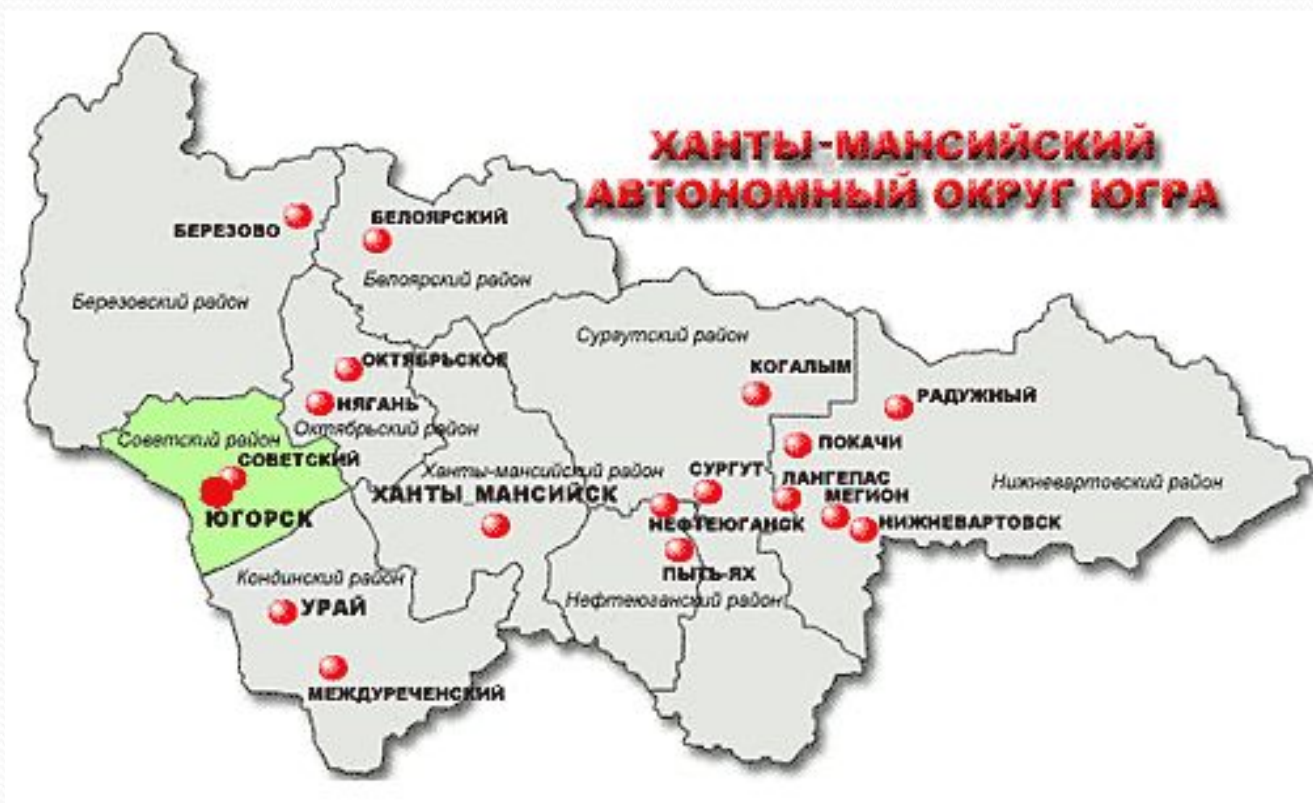 ХАНТЫ-МАНСИЙСКИЙ
АВТОНОМНЫЙ ОКРУГ ЮГРА
БЕРЕЗОВО
БЕЛОЯРСКИЙ
Белоярский район
Березовский район
Сургутский район
ОКТЯБРЬСКОЕ
КОГАЛЫМ
РАДУЖНЫЙ
НЯГАНЬ
Октябрьский район
Советский район
ПОКАЧИ
СОВЕТСКИЙ
Ханты-мансийский район
СУРГУТ
ЛАНГЕПАС
Нижневартовский район
ХАНТЫ_МАНСИЙСК
МЕГИОН
ЮГОРСК
НЕФТЕЮГАНСК
НИЖНЕВАРТОВСК
ПЫТЬ-ЯХ
Кондинский район
Нефтеюганский район
УРАЙ
МЕЖДУРЕЧЕНСКИЙ